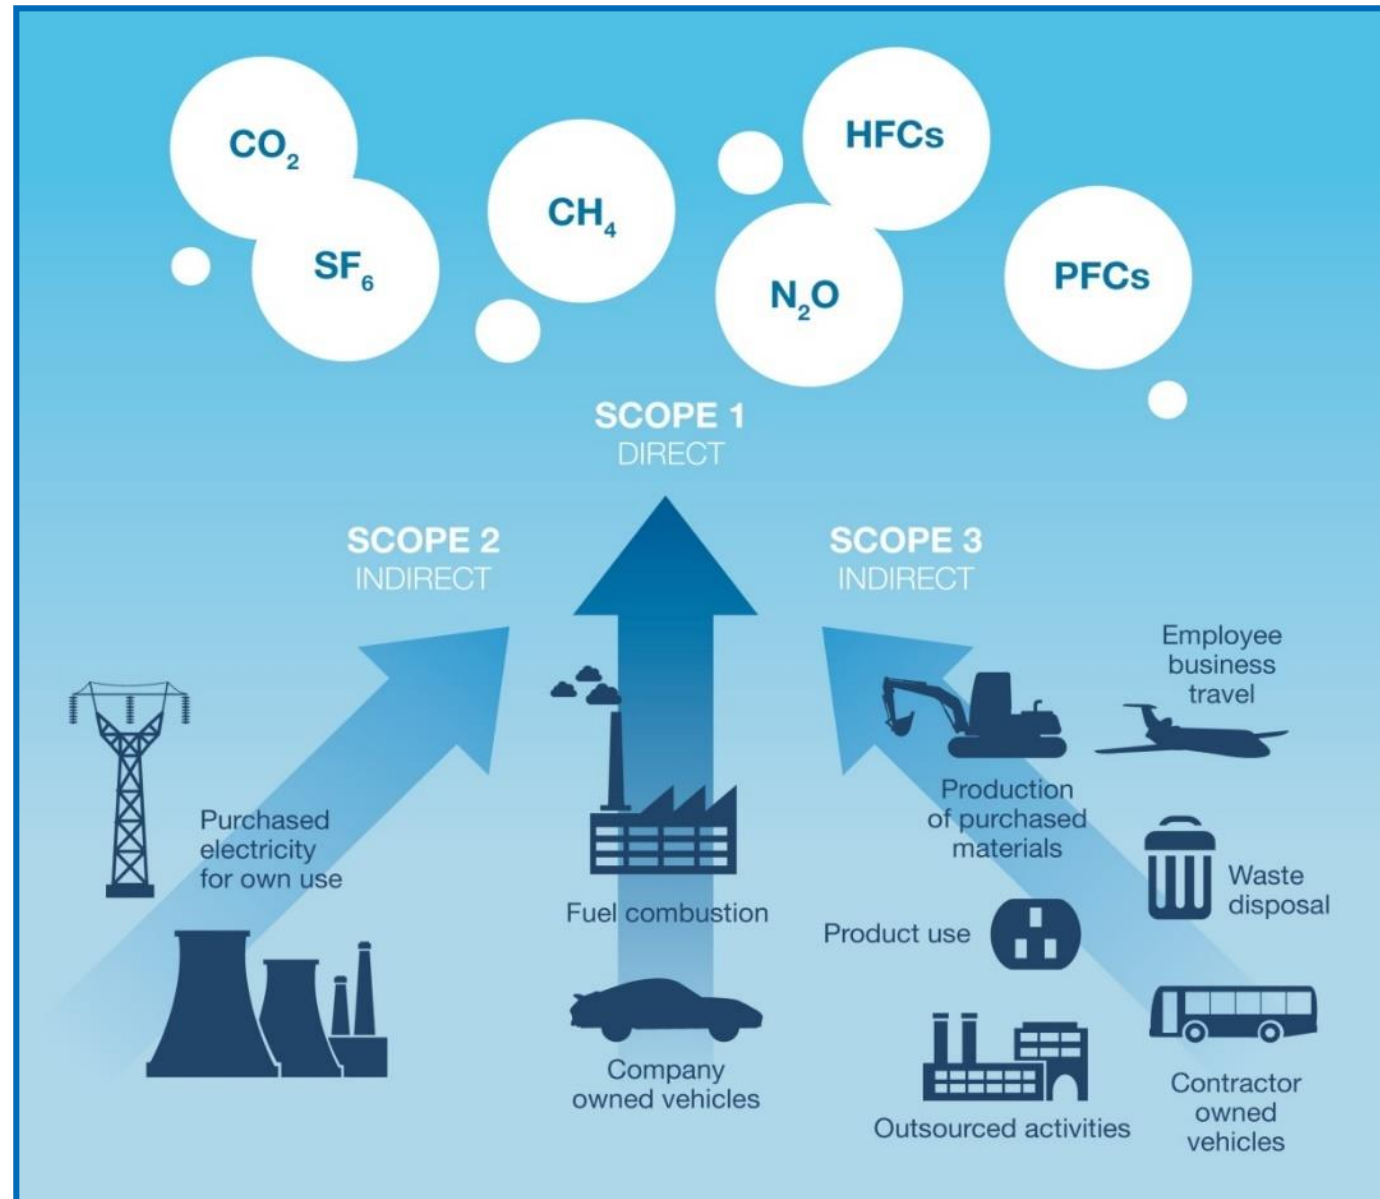 CO₂
SF₆
CH₄
HFCs
N₂O
PFCs
SCOPE 1
DIRECT
SCOPE 2
INDIRECT
SCOPE 3
INDIRECT
Purchased
electricity
for own use
Fuel combustion
Company
owned vehicles
Employee
business
travel
Production
of purchased
materials
Waste
disposal
Product use
Outsourced activities
Contractor
owned
vehicles